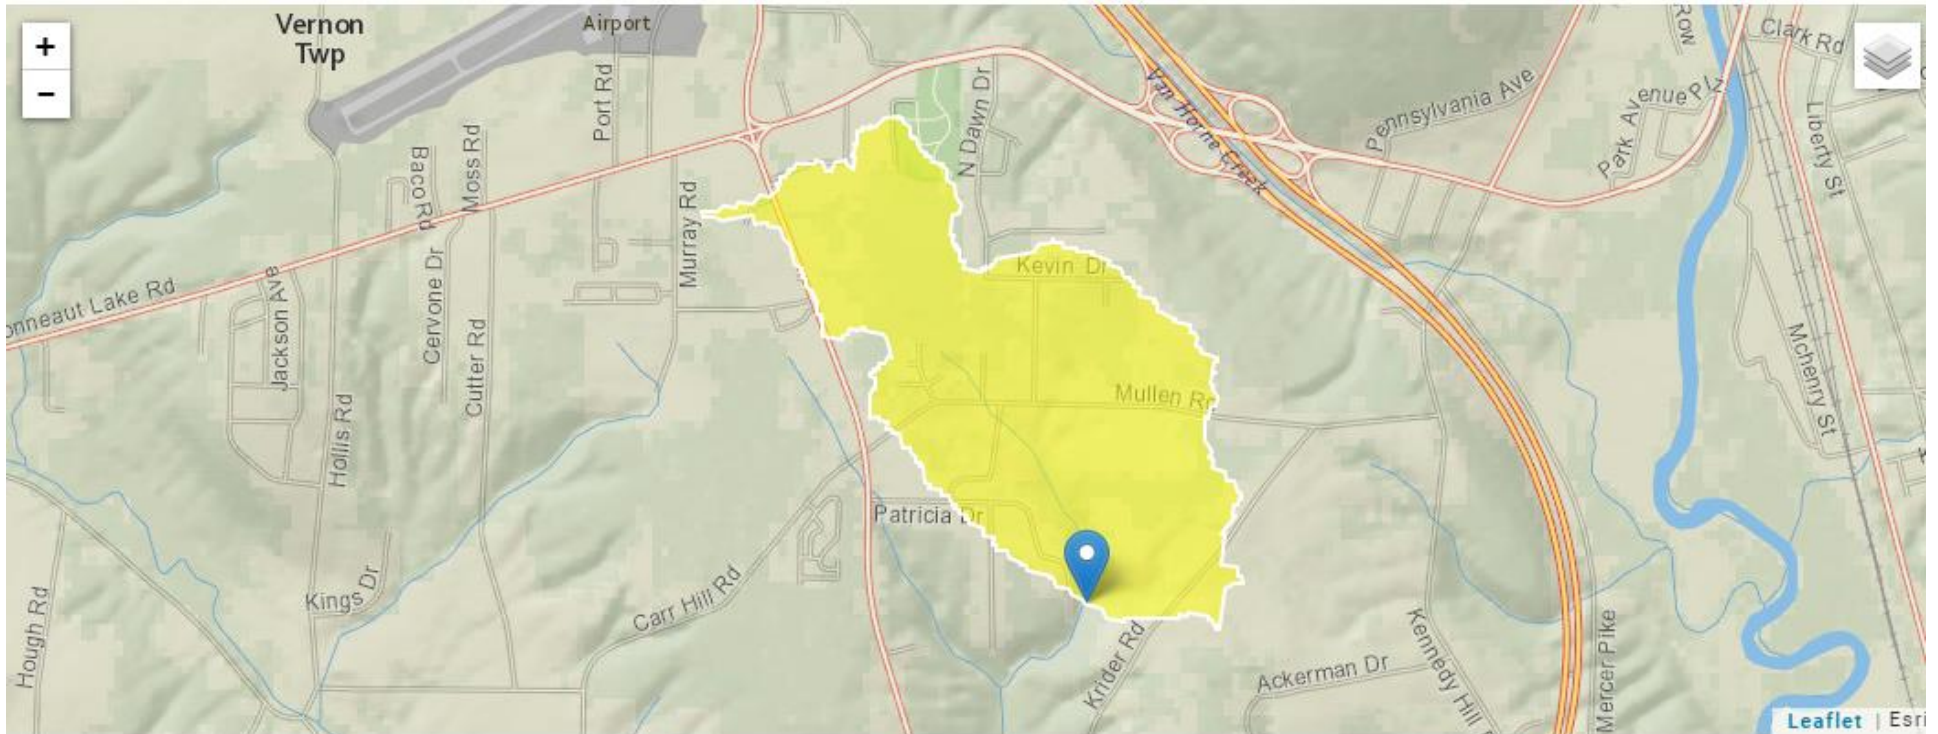 +
−
Vernon
Twp
Airport
Port Rd
Moss Rd
Baco Rd
Murray Rd
N Dawn Dr
Van Horne Creek
Pennsylvania Ave
Park Avenue Plz
Row
Clark Rd
Liberty St
onneaut Lake Rd
Jackson Ave
Cervone Dr
Cutter Rd
Hollis Rd
Kevin Dr
Mullen Rd
Mchenry St
Patricia Dr
Kings Dr
Carr Hill Rd
Hough Rd
Krider Rd
Ackerman Dr
Kennedy Hill
Mercer Pike
Leaflet | Esri